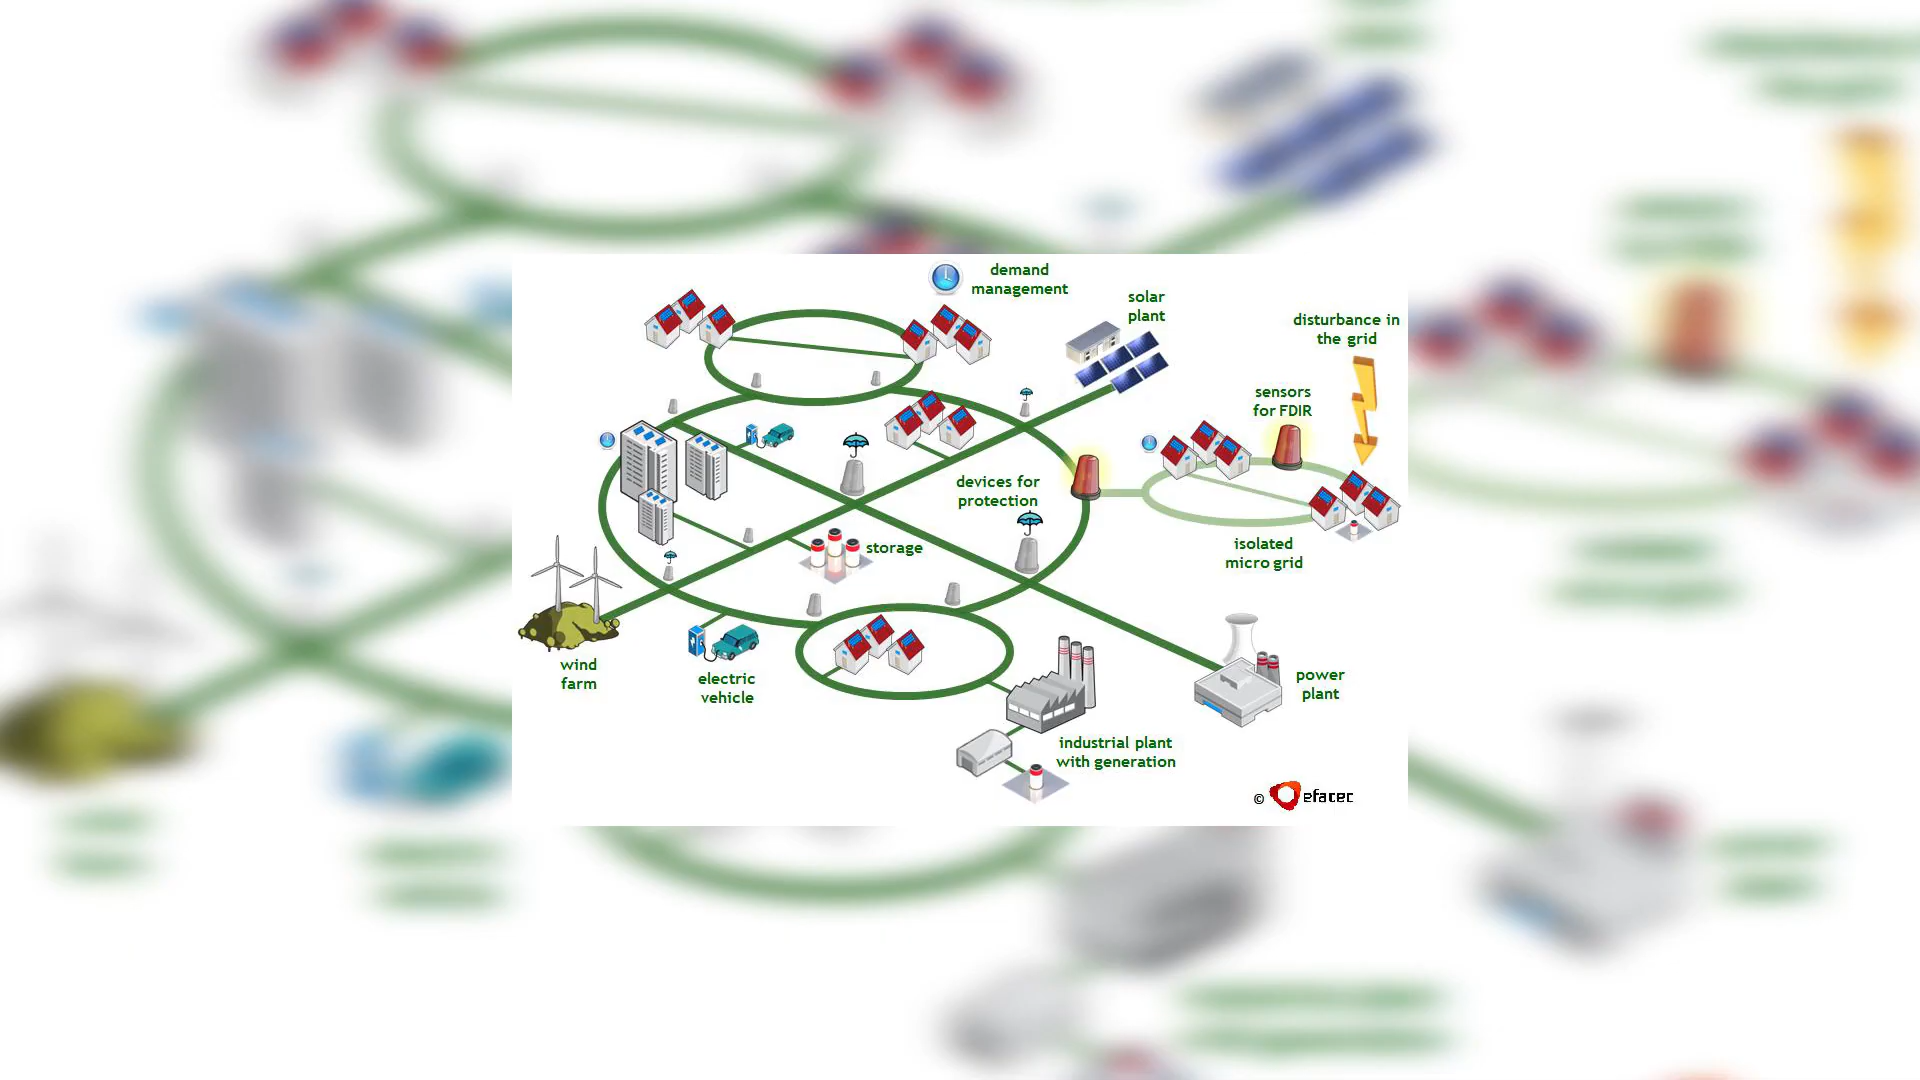 demand
management
solar
plant
disturbance in
the grid
sensors
for FDIR
devices for
protection
storage
isolated
micro grid
wind
farm
electric
vehicle
power
plant
industrial plant
with generation
© efacec